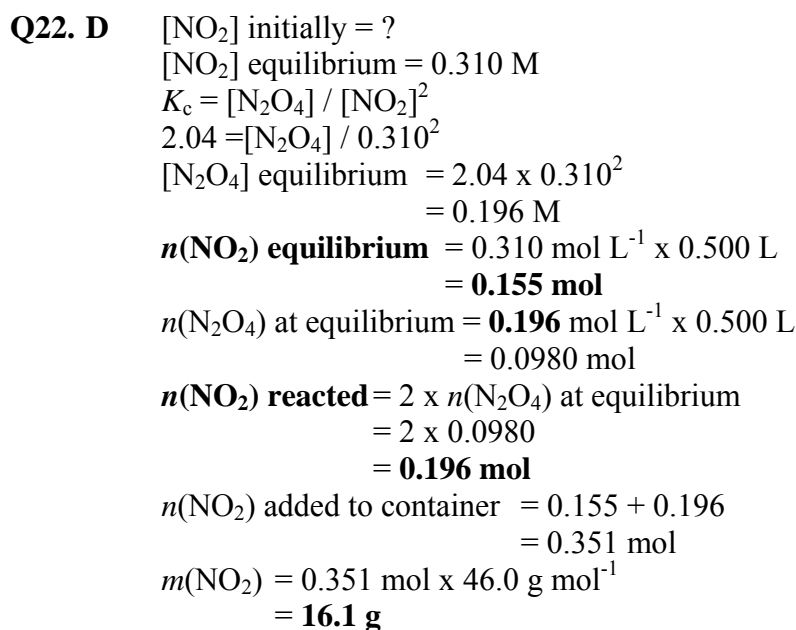 Q22. D [NO₂] initially = ?
[NO₂] equilibrium = 0.310 M
Kc = [N₂O₄] / [NO₂]²
2.04 =[N₂O₄] / 0.310²
[N₂O₄] equilibrium = 2.04 x 0.310²
= 0.196 M
n(NO₂) equilibrium = 0.310 mol L⁻¹ x 0.500 L
= 0.155 mol
n(N₂O₄) at equilibrium = 0.196 mol L⁻¹ x 0.500 L
= 0.0980 mol
n(NO₂) reacted = 2 x n(N₂O₄) at equilibrium
= 2 x 0.0980
= 0.196 mol
n(NO₂) added to container = 0.155 + 0.196
= 0.351 mol
m(NO₂) = 0.351 mol x 46.0 g mol⁻¹
= 16.1 g